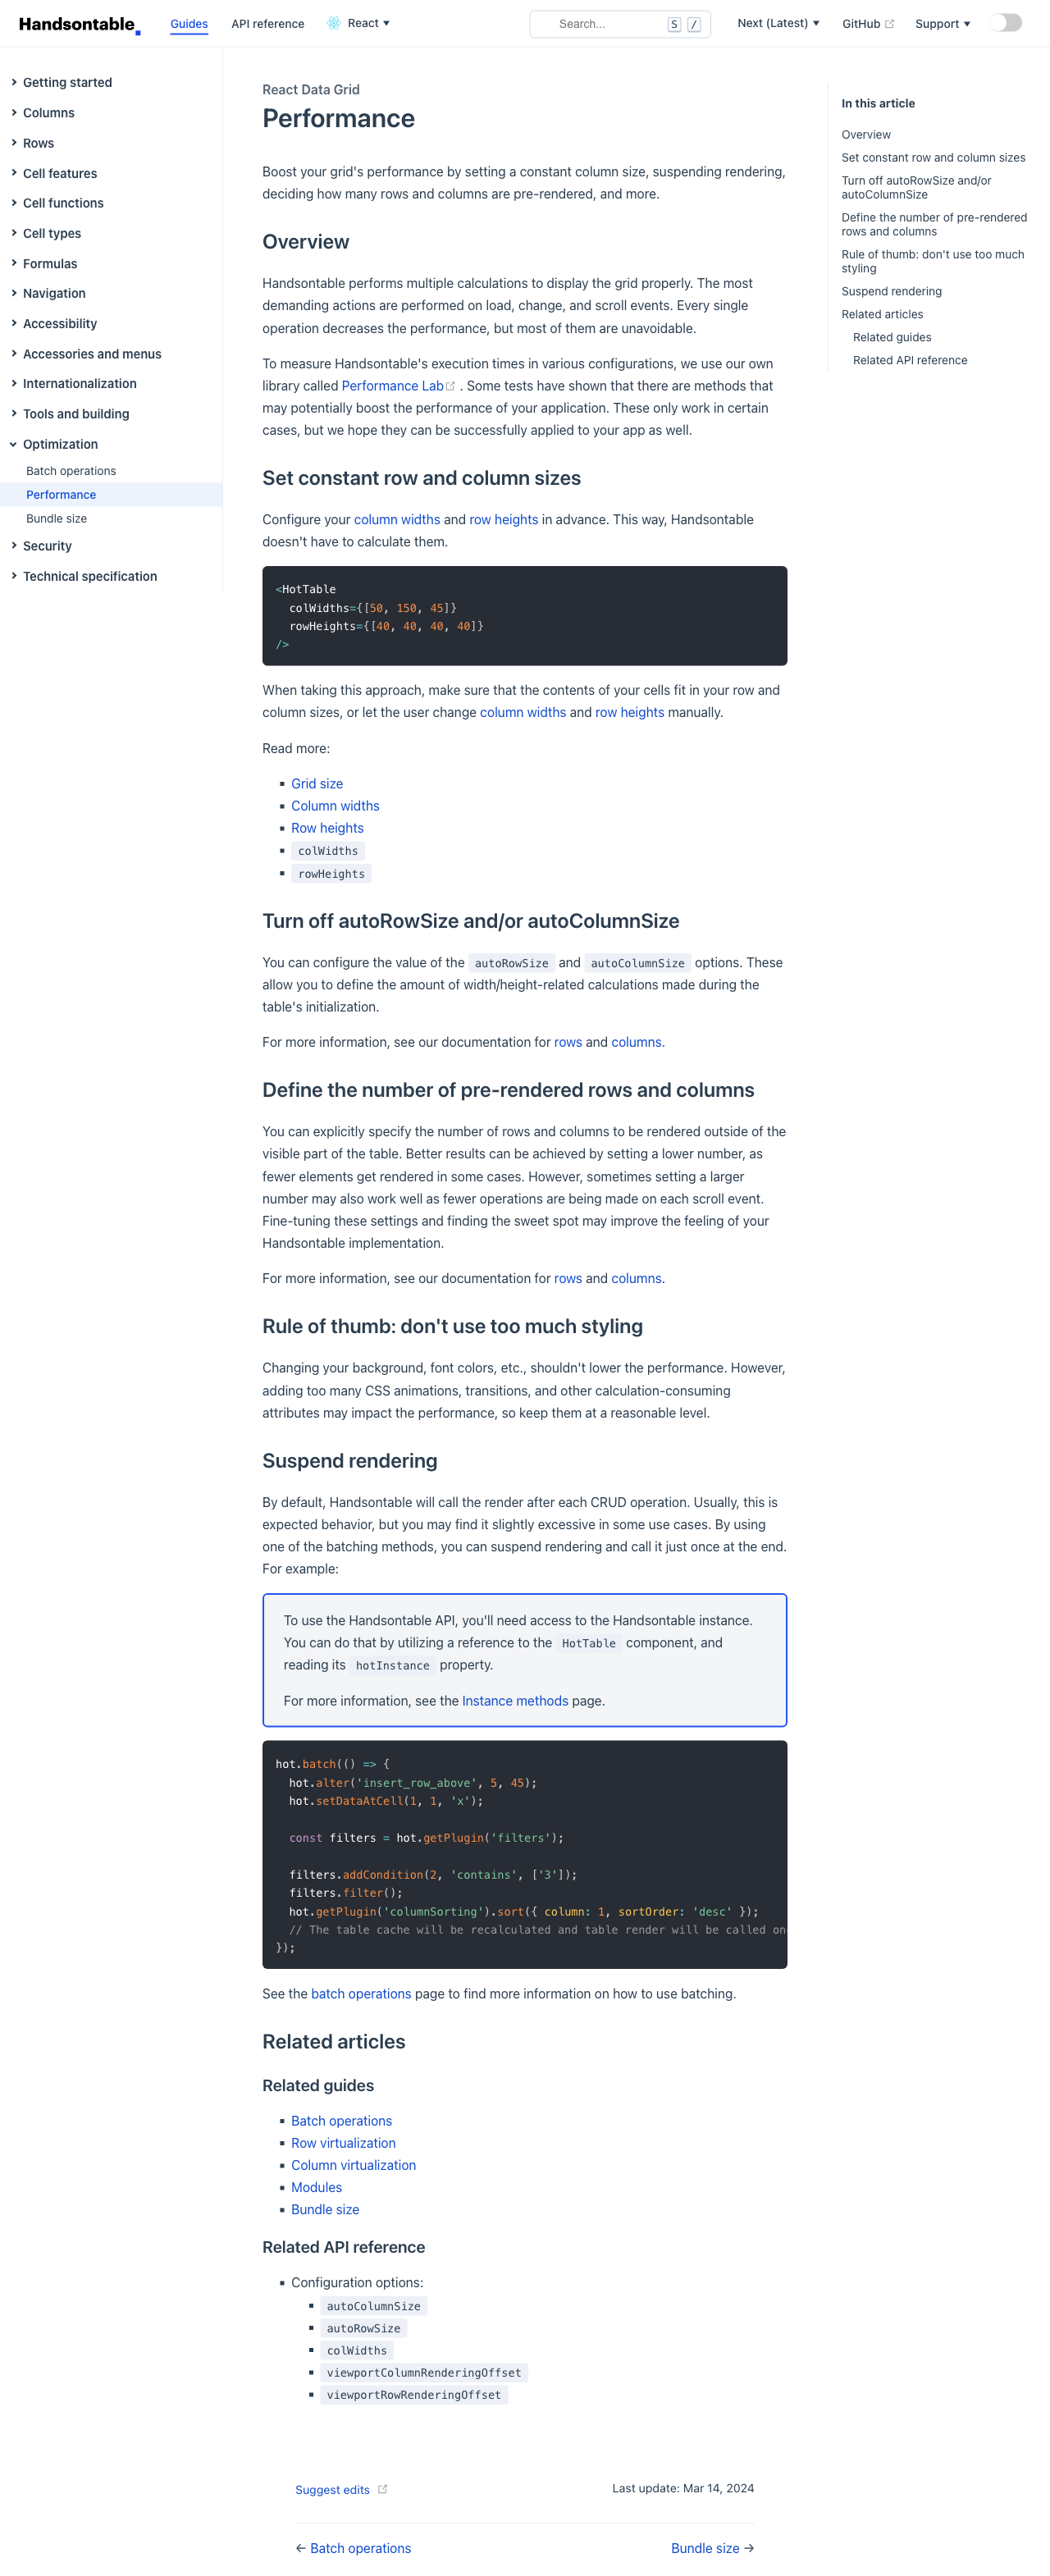 Handsontable
Guides
API reference
React
Search...
S
/
Next (Latest)
GitHub
Support
Getting started
Columns
Rows
Cell features
Cell functions
Cell types
Formulas
Navigation
Accessibility
Accessories and menus
Internationalization
Tools and building
Optimization
Batch operations
Performance
Bundle size
Security
Technical specification
React Data Grid
Performance
Boost your grid's performance by setting a constant column size, suspending rendering,
deciding how many rows and columns are pre-rendered, and more.
Overview
Handsontable performs multiple calculations to display the grid properly. The most
demanding actions are performed on load, change, and scroll events. Every single
operation decreases the performance, but most of them are unavoidable.
To measure Handsontable's execution times in various configurations, we use our own
library called Performance Lab . Some tests have shown that there are methods that
may potentially boost the performance of your application. These only work in certain
cases, but we hope they can be successfully applied to your app as well.
Set constant row and column sizes
Configure your column widths and row heights in advance. This way, Handsontable
doesn't have to calculate them.
<HotTable
  colWidths={[50, 150, 45]}
  rowHeights={[40, 40, 40, 40]}
/>
When taking this approach, make sure that the contents of your cells fit in your row and
column sizes, or let the user change column widths and row heights manually.
Read more:
Grid size
Column widths
Row heights
colWidths
rowHeights
Turn off autoRowSize and/or autoColumnSize
You can configure the value of the autoRowSize and autoColumnSize options. These
allow you to define the amount of width/height-related calculations made during the
table's initialization.
For more information, see our documentation for rows and columns.
Define the number of pre-rendered rows and columns
You can explicitly specify the number of rows and columns to be rendered outside of the
visible part of the table. Better results can be achieved by setting a lower number, as
fewer elements get rendered in some cases. However, sometimes setting a larger
number may also work well as fewer operations are being made on each scroll event.
Fine-tuning these settings and finding the sweet spot may improve the feeling of your
Handsontable implementation.
For more information, see our documentation for rows and columns.
Rule of thumb: don't use too much styling
Changing your background, font colors, etc., shouldn't lower the performance. However,
adding too many CSS animations, transitions, and other calculation-consuming
attributes may impact the performance, so keep them at a reasonable level.
Suspend rendering
By default, Handsontable will call the render after each CRUD operation. Usually, this is
expected behavior, but you may find it slightly excessive in some use cases. By using
one of the batching methods, you can suspend rendering and call it just once at the end.
For example:
To use the Handsontable API, you'll need access to the Handsontable instance.
You can do that by utilizing a reference to the HotTable component, and
reading its hotInstance property.
For more information, see the Instance methods page.
hot.batch(() => {
  hot.alter('insert_row_above', 5, 45);
  hot.setDataAtCell(1, 1, 'x');
  const filters = hot.getPlugin('filters');
  filters.addCondition(2, 'contains', ['3']);
  filters.filter();
  hot.getPlugin('columnSorting').sort({ column: 1, sortOrder: 'desc' });
  // The table cache will be recalculated and table render will be called on
});
See the batch operations page to find more information on how to use batching.
Related articles
Related guides
Batch operations
Row virtualization
Column virtualization
Modules
Bundle size
Related API reference
Configuration options:
autoColumnSize
autoRowSize
colWidths
viewportColumnRenderingOffset
viewportRowRenderingOffset
Suggest edits
Last update: Mar 14, 2024
← Batch operations
Bundle size →
In this article
Overview
Set constant row and column sizes
Turn off autoRowSize and/or
autoColumnSize
Define the number of pre-rendered
rows and columns
Rule of thumb: don't use too much
styling
Suspend rendering
Related articles
Related guides
Related API reference